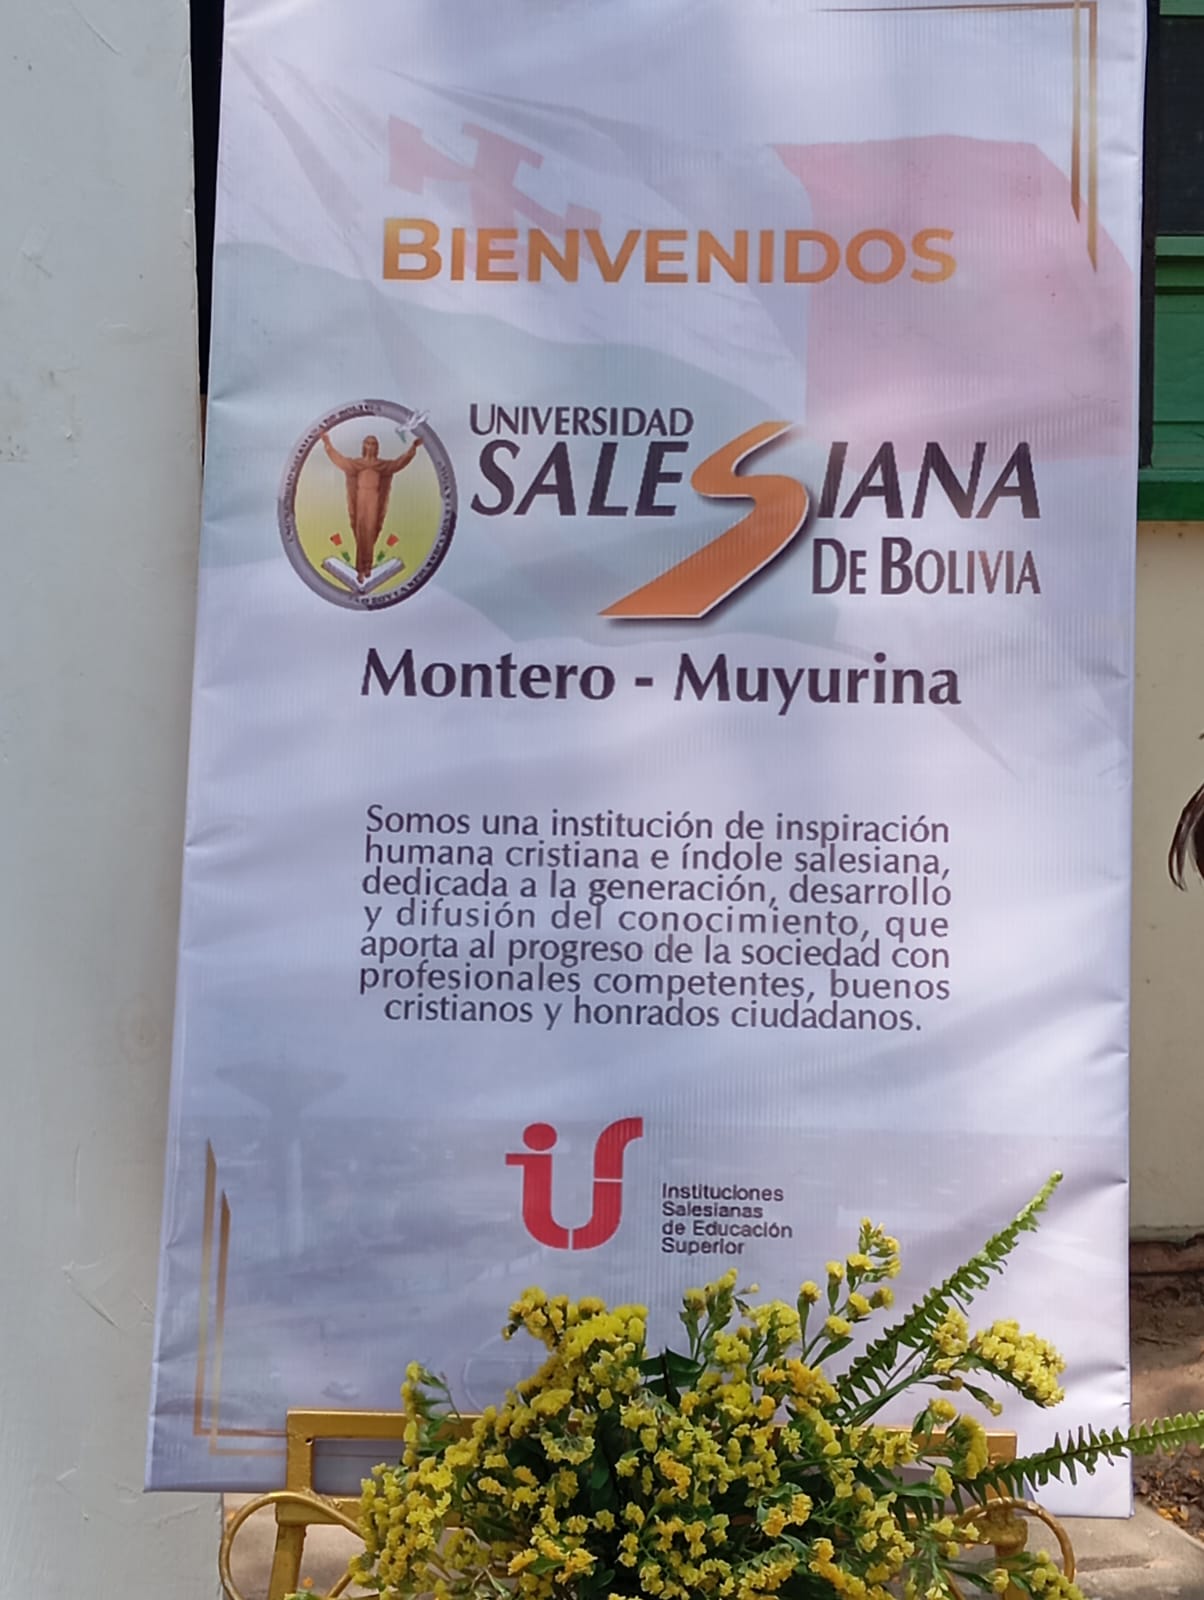 BIENVENIDOS
UNIVERSIDAD
SALESIANA
DE BOLIVIA
Montero - Muyurina
Somos una institución de inspiración
humana cristiana e índole salesiana,
dedicada a la generación, desarrollo
y difusión del conocimiento, que
aporta al progreso de la sociedad con
profesionales competentes, buenos
cristianos y honrados ciudadanos.
Instituciones
Salesianas
de Educación
Superior